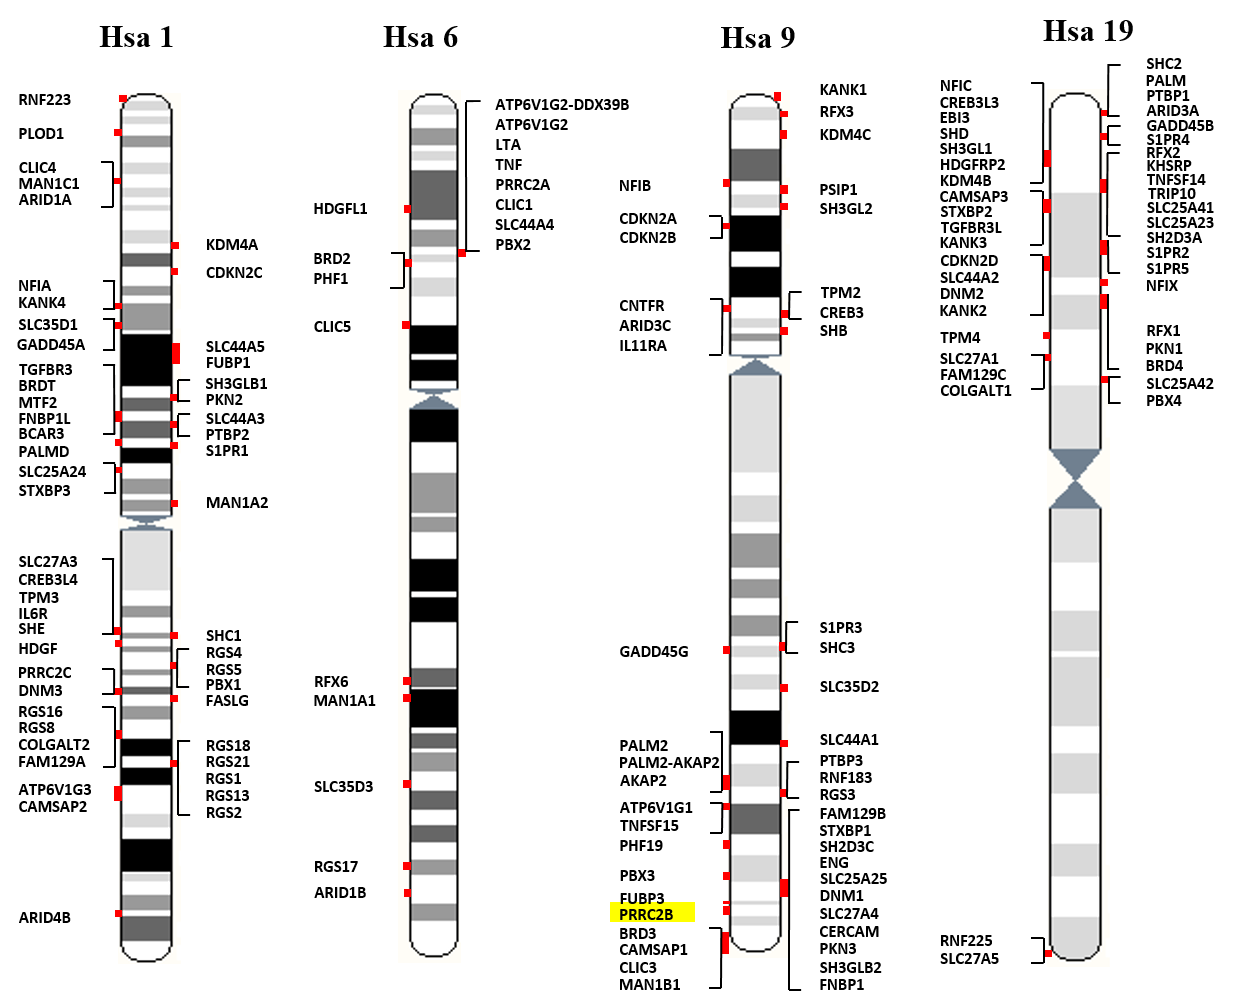 Hsa 1
RNF223
PLOD1
CLIC4
MAN1C1
ARID1A
NFIA
KANK4
SLC35D1
GADD45A
TGFBR3
BRDT
MTF2
FNBP1L
BCAR3
PALMD
SLC25A24
STXBP3
SLC27A3
CREB3L4
TPM3
IL6R
SHE
HDGF
PRRC2C
DNM3
RGS16
RGS8
COLGALT2
FAM129A
ATP6V1G3
CAMSAP2
ARID4B
KDM4A
CDKN2C
SLC44A5
FUBP1
SH3GLB1
PKN2
SLC44A3
PTBP2
S1PR1
MAN1A2
SHC1
RGS4
RGS5
PBX1
FASLG
RGS18
RGS21
RGS1
RGS13
RGS2
Hsa 6
HDGFL1
BRD2
PHF1
CLIC5
RFX6
MAN1A1
SLC35D3
RGS17
ARID1B
ATP6V1G2-DDX39B
ATP6V1G2
LTA
TNF
PRRC2A
CLIC1
SLC44A4
PBX2
Hsa 9
NFIB
CDKN2A
CDKN2B
CNTFR
ARID3C
IL11RA
GADD45G
PALM2
PALM2-AKAP2
AKAP2
ATP6V1G1
TNFSF15
PHF19
PBX3
FUBP3
PRRC2B
BRD3
CAMSAP1
CLIC3
MAN1B1
KANK1
RFX3
KDM4C
PSIP1
SH3GL2
TPM2
CREB3
SHB
S1PR3
SHC3
SLC35D2
SLC44A1
PTBP3
RNF183
RGS3
FAM129B
STXBP1
SH2D3C
ENG
SLC25A25
DNM1
SLC27A4
CERCAM
PKN3
SH3GLB2
FNBP1
Hsa 19
NFIC
CREB3L3
EBI3
SHD
SH3GL1
HDGFRP2
KDM4B
CAMSAP3
STXBP2
TGFBR3L
KANK3
CDKN2D
SLC44A2
DNM2
KANK2
TPM4
SLC27A1
FAM129C
COLGALT1
RNF225
SLC27A5
SHC2
PALM
PTBP1
ARID3A
GADD45B
S1PR4
RFX2
KHSRP
TNFSF14
TRIP10
SLC25A41
SLC25A23
SH2D3A
S1PR2
S1PR5
NFIX
RFX1
PKN1
BRD4
SLC25A42
PBX4